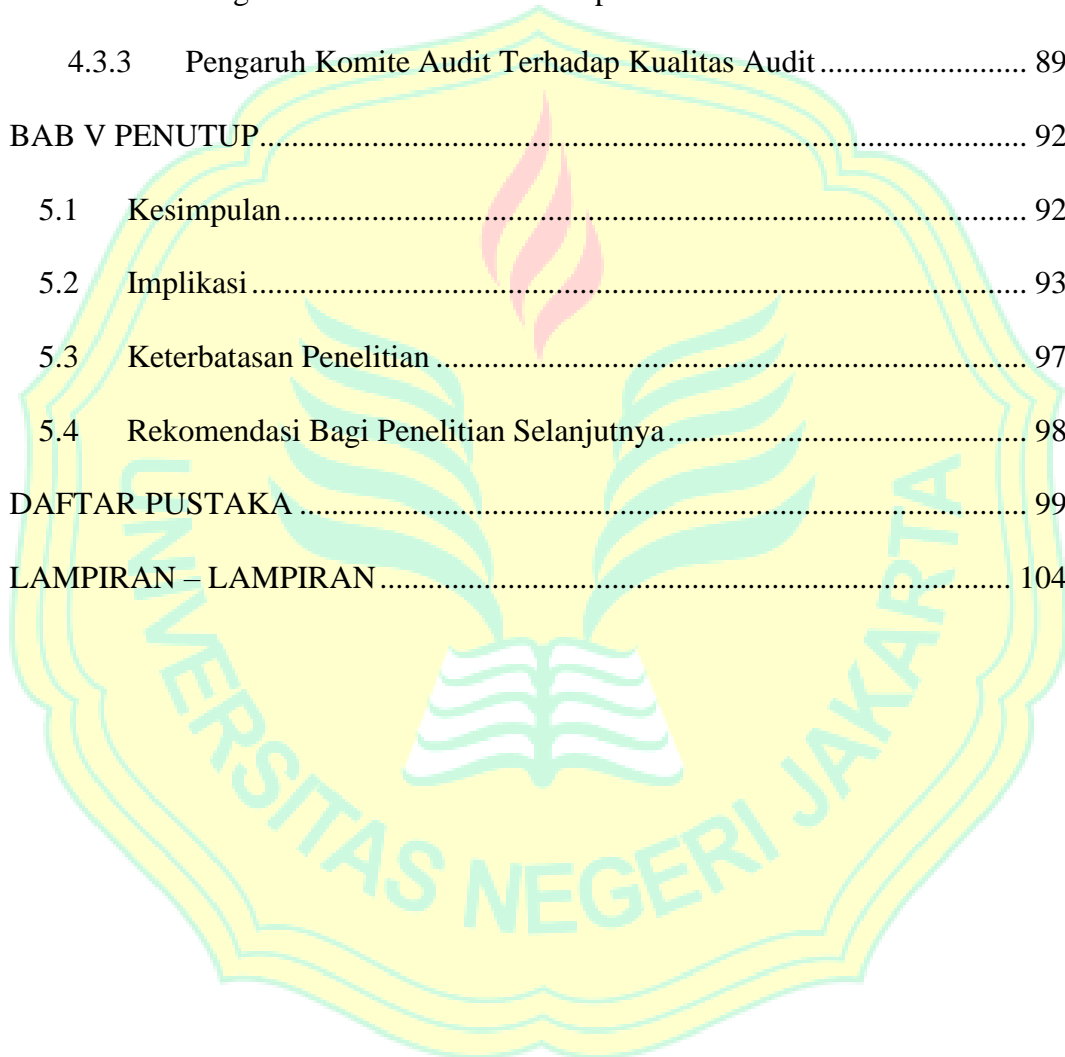 4.3.3 Pengaruh Komite Audit Terhadap Kualitas Audit ........................ 89
BAB V PENUTUP................................................................................ 92
5.1 Kesimpulan............................................................................. 92
5.2 Implikasi ................................................................................ 93
5.3 Keterbatasan Penelitian ............................................................. 97
5.4 Rekomendasi Bagi Penelitian Selanjutnya..................................... 98
DAFTAR PUSTAKA ............................................................................ 99
LAMPIRAN – LAMPIRAN.................................................................... 104
UNIVERSITAS NEGERI JAKARTA